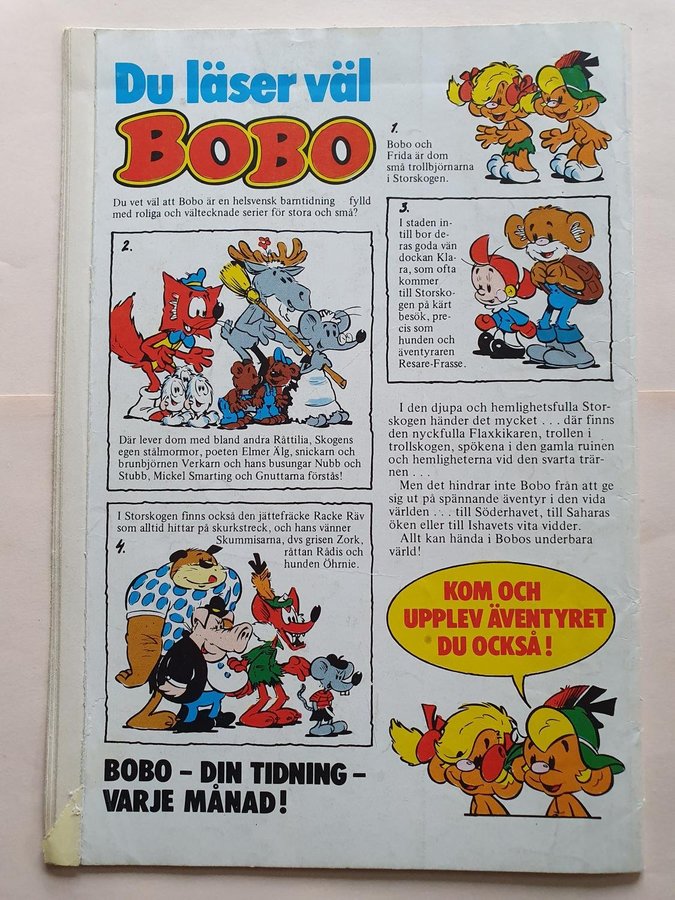 Du läser väl
BOBO
Du vet väl att Bobo är en helsvensk barntidning fylld
med roliga och vältecknade serier för stora och små?
1.
Bobo och
Frida är dom
små trollbjörnarna
i Storskogen.
2.
Där lever dom med bland andra Råttilia, Skogens
egen stålmormor, poeten Elmer Älg, snickarn och
brunbjörnen Verkarn och hans busungar Nubb och
Stubb, Mickel Smarting och Gnuttarna förstås!
3.
I staden in-
till bor de-
ras goda vän
dockan Kla-
ra, som ofta
kommer
till Storsko-
gen på kärt
besök, pre-
cis som
hunden och
äventyraren
Resare-Frasse.
I Storskogen finns också den jättefräcke Racke Räv
som alltid hittar på skurkstreck, och hans vänner
Skummisarna, dvs grisen Zork,
råttan Rådis och
hunden Öhrnie.
4.
I den djupa och hemlighetsfulla Stor-
skogen händer det mycket . . . där finns
den nyckfulla Flaxkikaren, trollen i
trollskogen, spökena i den gamla ruinen
och hemligheterna vid den svarta tjär-
nen . . .
Men det hindrar inte Bobo från att ge
sig ut på spännande äventyr i den vida
världen . . . till Söderhavet, till Saharas
öken eller till Ishavets vita vidder.
Allt kan hända i Bobos underbara
värld!
KOM OCH
UPPLEV ÄVENTYRET
DU OCKSÅ!
BOBO – DIN TIDNING –
VARJE MÅNAD!